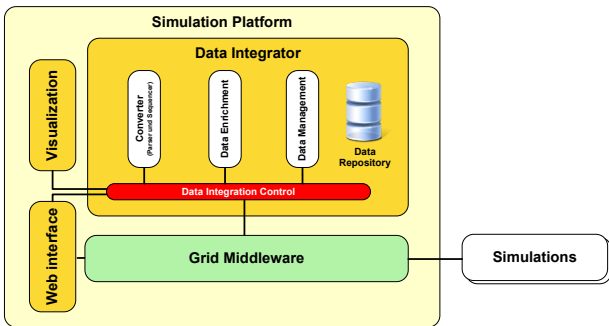 Simulation Platform
Data Integrator
Visualization
Converter
(Parser und Sequencer)
Data Enrichment
Data Management
Data
Repository
Data Integration Control
Web interface
Grid Middleware
Simulations